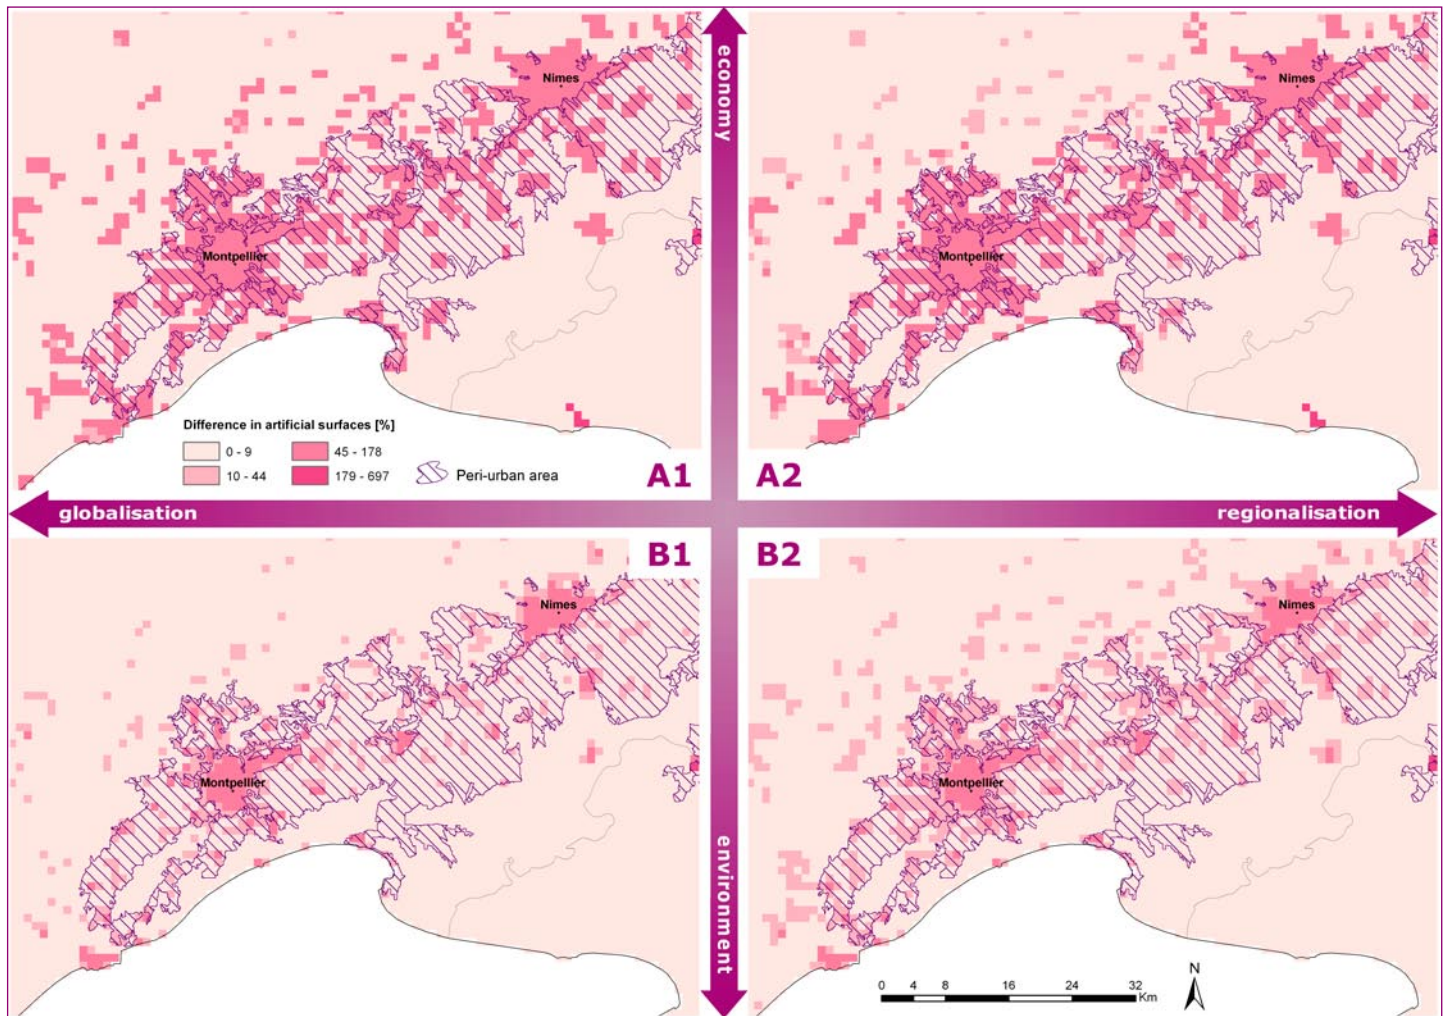 economy
Nimes
Montpellier
Difference in artificial surfaces [%]
0 - 9
45 - 178
10 - 44
179 - 697
Peri-urban area
A1
Nimes
Montpellier
A2
globalisation
regionalisation
B1
Nimes
Montpellier
B2
Nimes
Montpellier
environment
0 4 8 16 24 32
Km
N